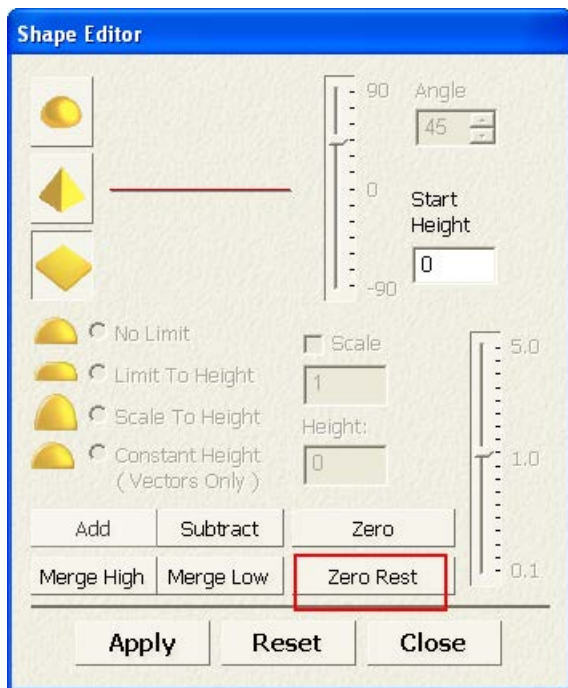 Shape Editor
90
Angle
45
0
Start
Height
0
-90
No Limit
Scale
5.0
Limit To Height
1
Scale To Height
Height:
Constant Height
( Vectors Only )
0
1.0
Add
Subtract
Zero
Merge High
Merge Low
Zero Rest
0.1
Apply
Reset
Close